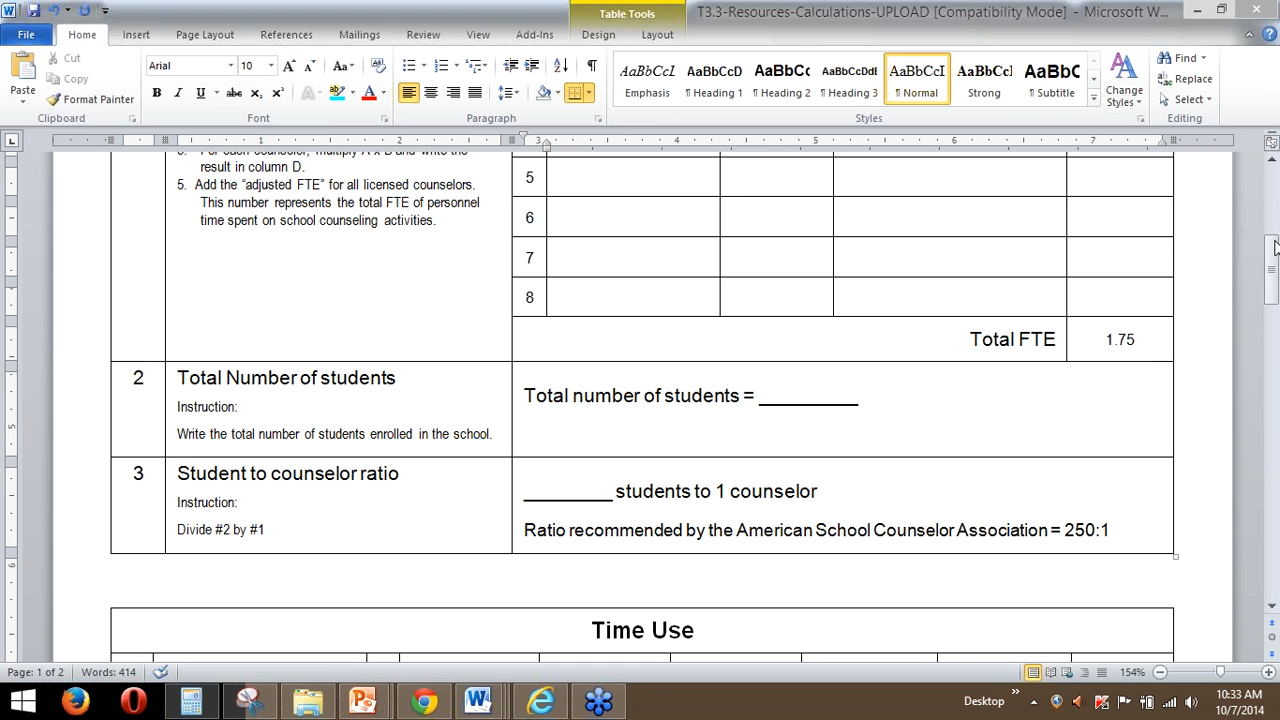 Table Tools
T3.3-Resources-Calculations-UPLOAD [Compatibility Mode] - Microsoft W...
File Home Insert Page Layout References Mailings Review View Add-Ins Design Layout
Paste
Cut
Copy
Format Painter
Clipboard
Arial 10
Font
Paragraph
AaBbCcI AaBbCcD AaBbCc AaBbCcDdE AaBbCcI AaBbCcI AaBbC
Emphasis ¶ Heading 1 ¶ Heading 2 ¶ Heading 3 ¶ Normal Strong ¶ Subtitle
Change Styles
Styles
Find
Replace
Select
Editing
1 2 3 4 5 6 7
result in column D.
5. Add the “adjusted FTE” for all licensed counselors.
This number represents the total FTE of personnel
time spent on school counseling activities.
5
6
7
8
Total FTE 1.75
2 Total Number of students
Instruction:
Write the total number of students enrolled in the school.
Total number of students = __________
3 Student to counselor ratio
Instruction:
Divide #2 by #1
_________ students to 1 counselor
Ratio recommended by the American School Counselor Association = 250:1
Time Use
Page: 1 of 2 Words: 414 154%
Desktop
10:33 AM
10/7/2014